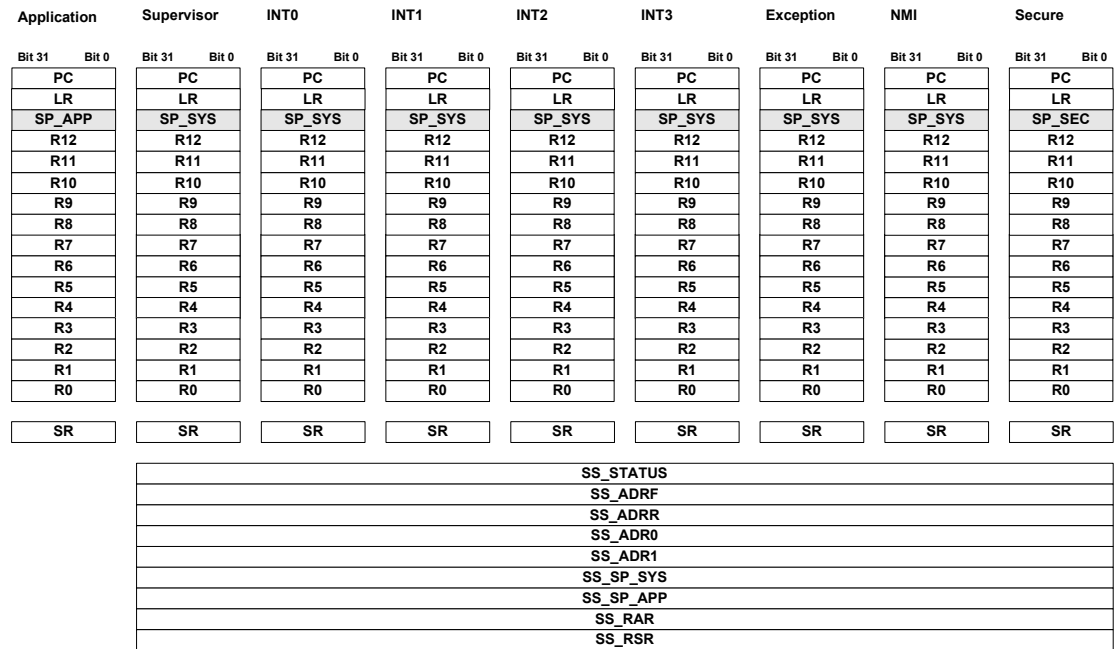 Application Supervisor INT0 INT1 INT2 INT3 Exception NMI Secure
Bit 31 Bit 0 Bit 31 Bit 0 Bit 31 Bit 0 Bit 31 Bit 0 Bit 31 Bit 0 Bit 31 Bit 0 Bit 31 Bit 0 Bit 31 Bit 0 Bit 31 Bit 0
PC PC PC PC PC PC PC PC PC
LR LR LR LR LR LR LR LR LR
SP_APP SP_SYS SP_SYS SP_SYS SP_SYS SP_SYS SP_SYS SP_SYS SP_SEC
R12 R12 R12 R12 R12 R12 R12 R12 R12
R11 R11 R11 R11 R11 R11 R11 R11 R11
R10 R10 R10 R10 R10 R10 R10 R10 R10
R9 R9 R9 R9 R9 R9 R9 R9 R9
R8 R8 R8 R8 R8 R8 R8 R8 R8
R7 R7 R7 R7 R7 R7 R7 R7 R7
R6 R6 R6 R6 R6 R6 R6 R6 R6
R5 R5 R5 R5 R5 R5 R5 R5 R5
R4 R4 R4 R4 R4 R4 R4 R4 R4
R3 R3 R3 R3 R3 R3 R3 R3 R3
R2 R2 R2 R2 R2 R2 R2 R2 R2
R1 R1 R1 R1 R1 R1 R1 R1 R1
R0 R0 R0 R0 R0 R0 R0 R0 R0
SR SR SR SR SR SR SR SR SR
SS_STATUS
SS_ADRF
SS_ADRR
SS_ADR0
SS_ADR1
SS_SP_SYS
SS_SP_APP
SS_RAR
SS_RSR